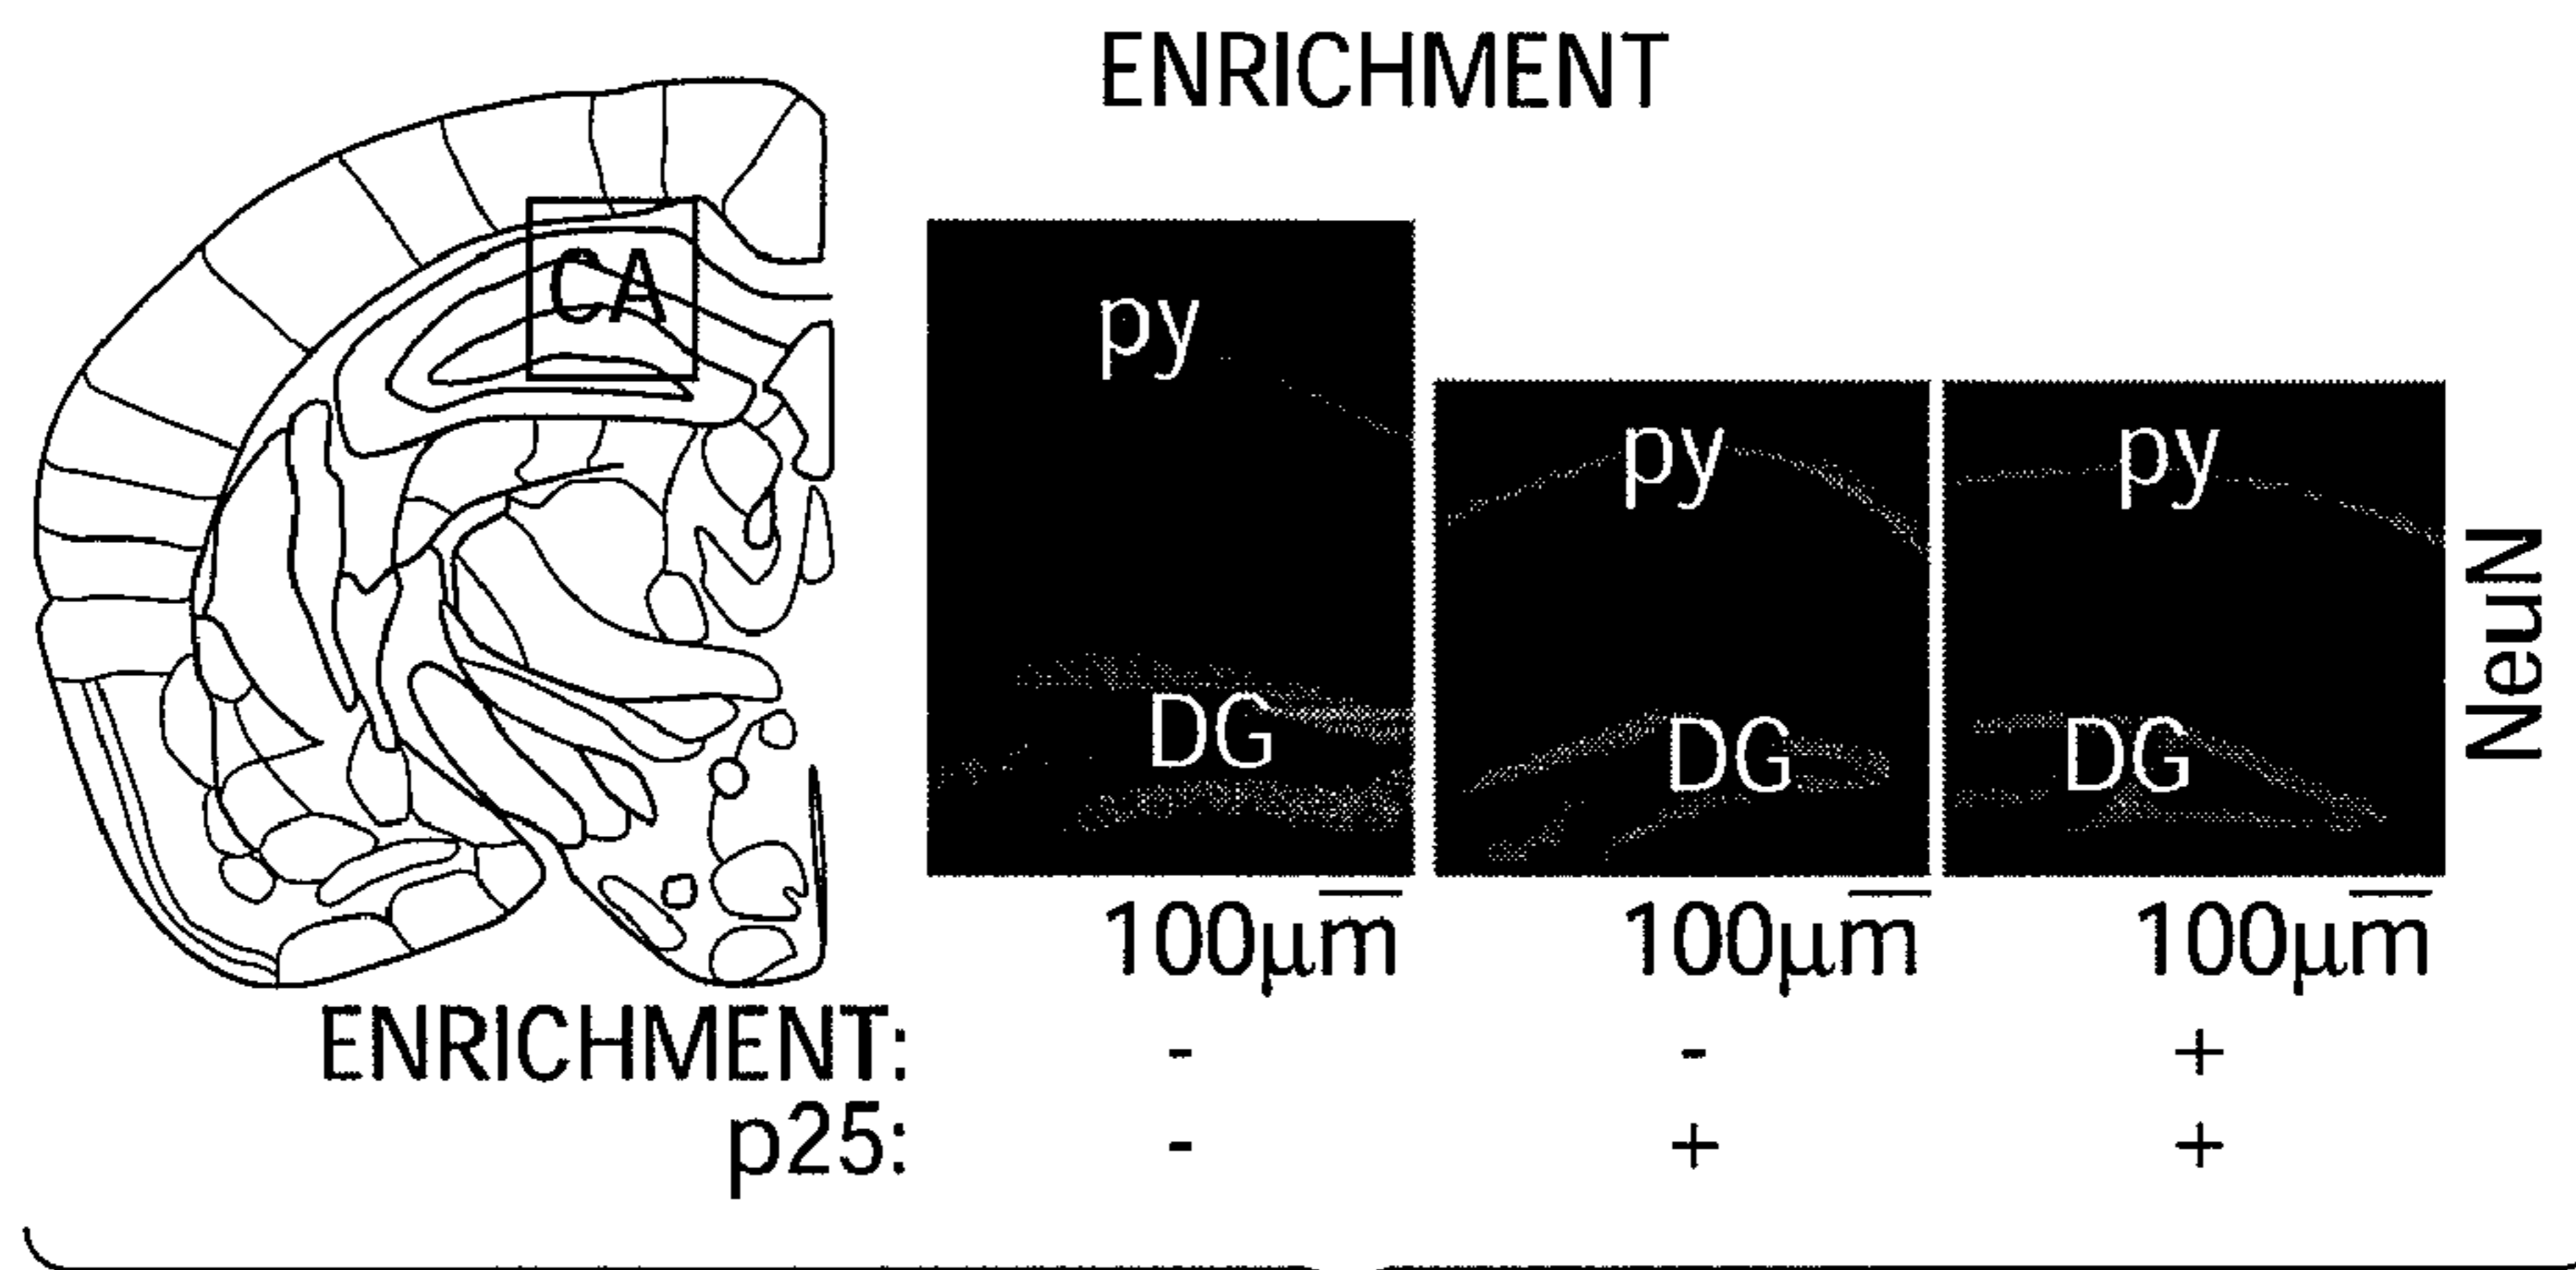 ENRICHMENT
CA
py
py
py
DG
DG
DG
NeuN
100μm 100μm 100μm
ENRICHMENT: - - +
p25: - + +